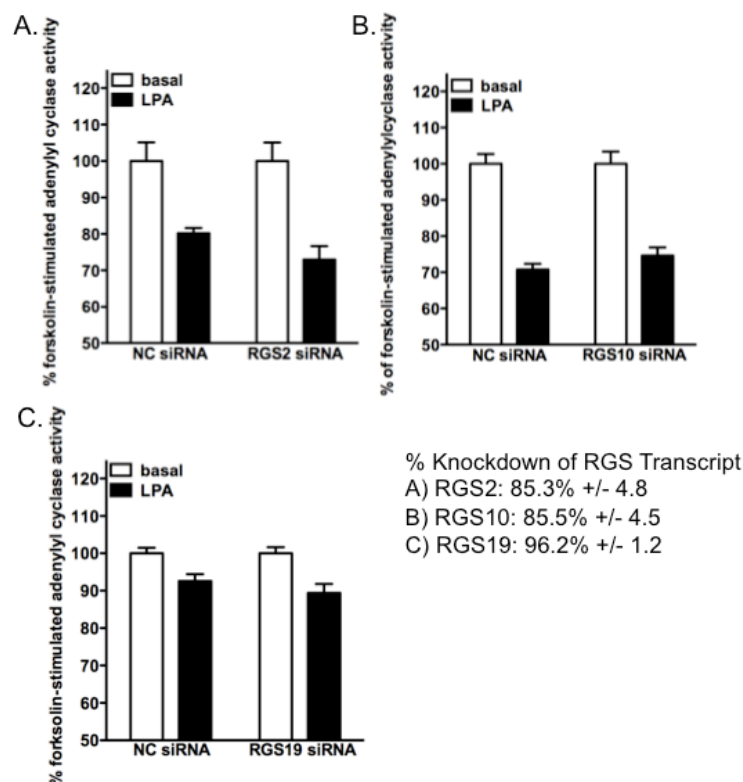 A.
% forskolin-stimulated adenylyl cyclase activity
basal
LPA
120
110
100
90
80
70
60
50
NC siRNA RGS2 siRNA
B.
% of forskolin-stimulated adenylylcyclase activity
basal
LPA
120
110
100
90
80
70
60
50
NC siRNA RGS10 siRNA
C.
% forksolin-stimulated adenylyl cyclase activity
basal
LPA
120
110
100
90
80
70
60
50
NC siRNA RGS19 siRNA
% Knockdown of RGS Transcript
A) RGS2: 85.3% +/- 4.8
B) RGS10: 85.5% +/- 4.5
C) RGS19: 96.2% +/- 1.2